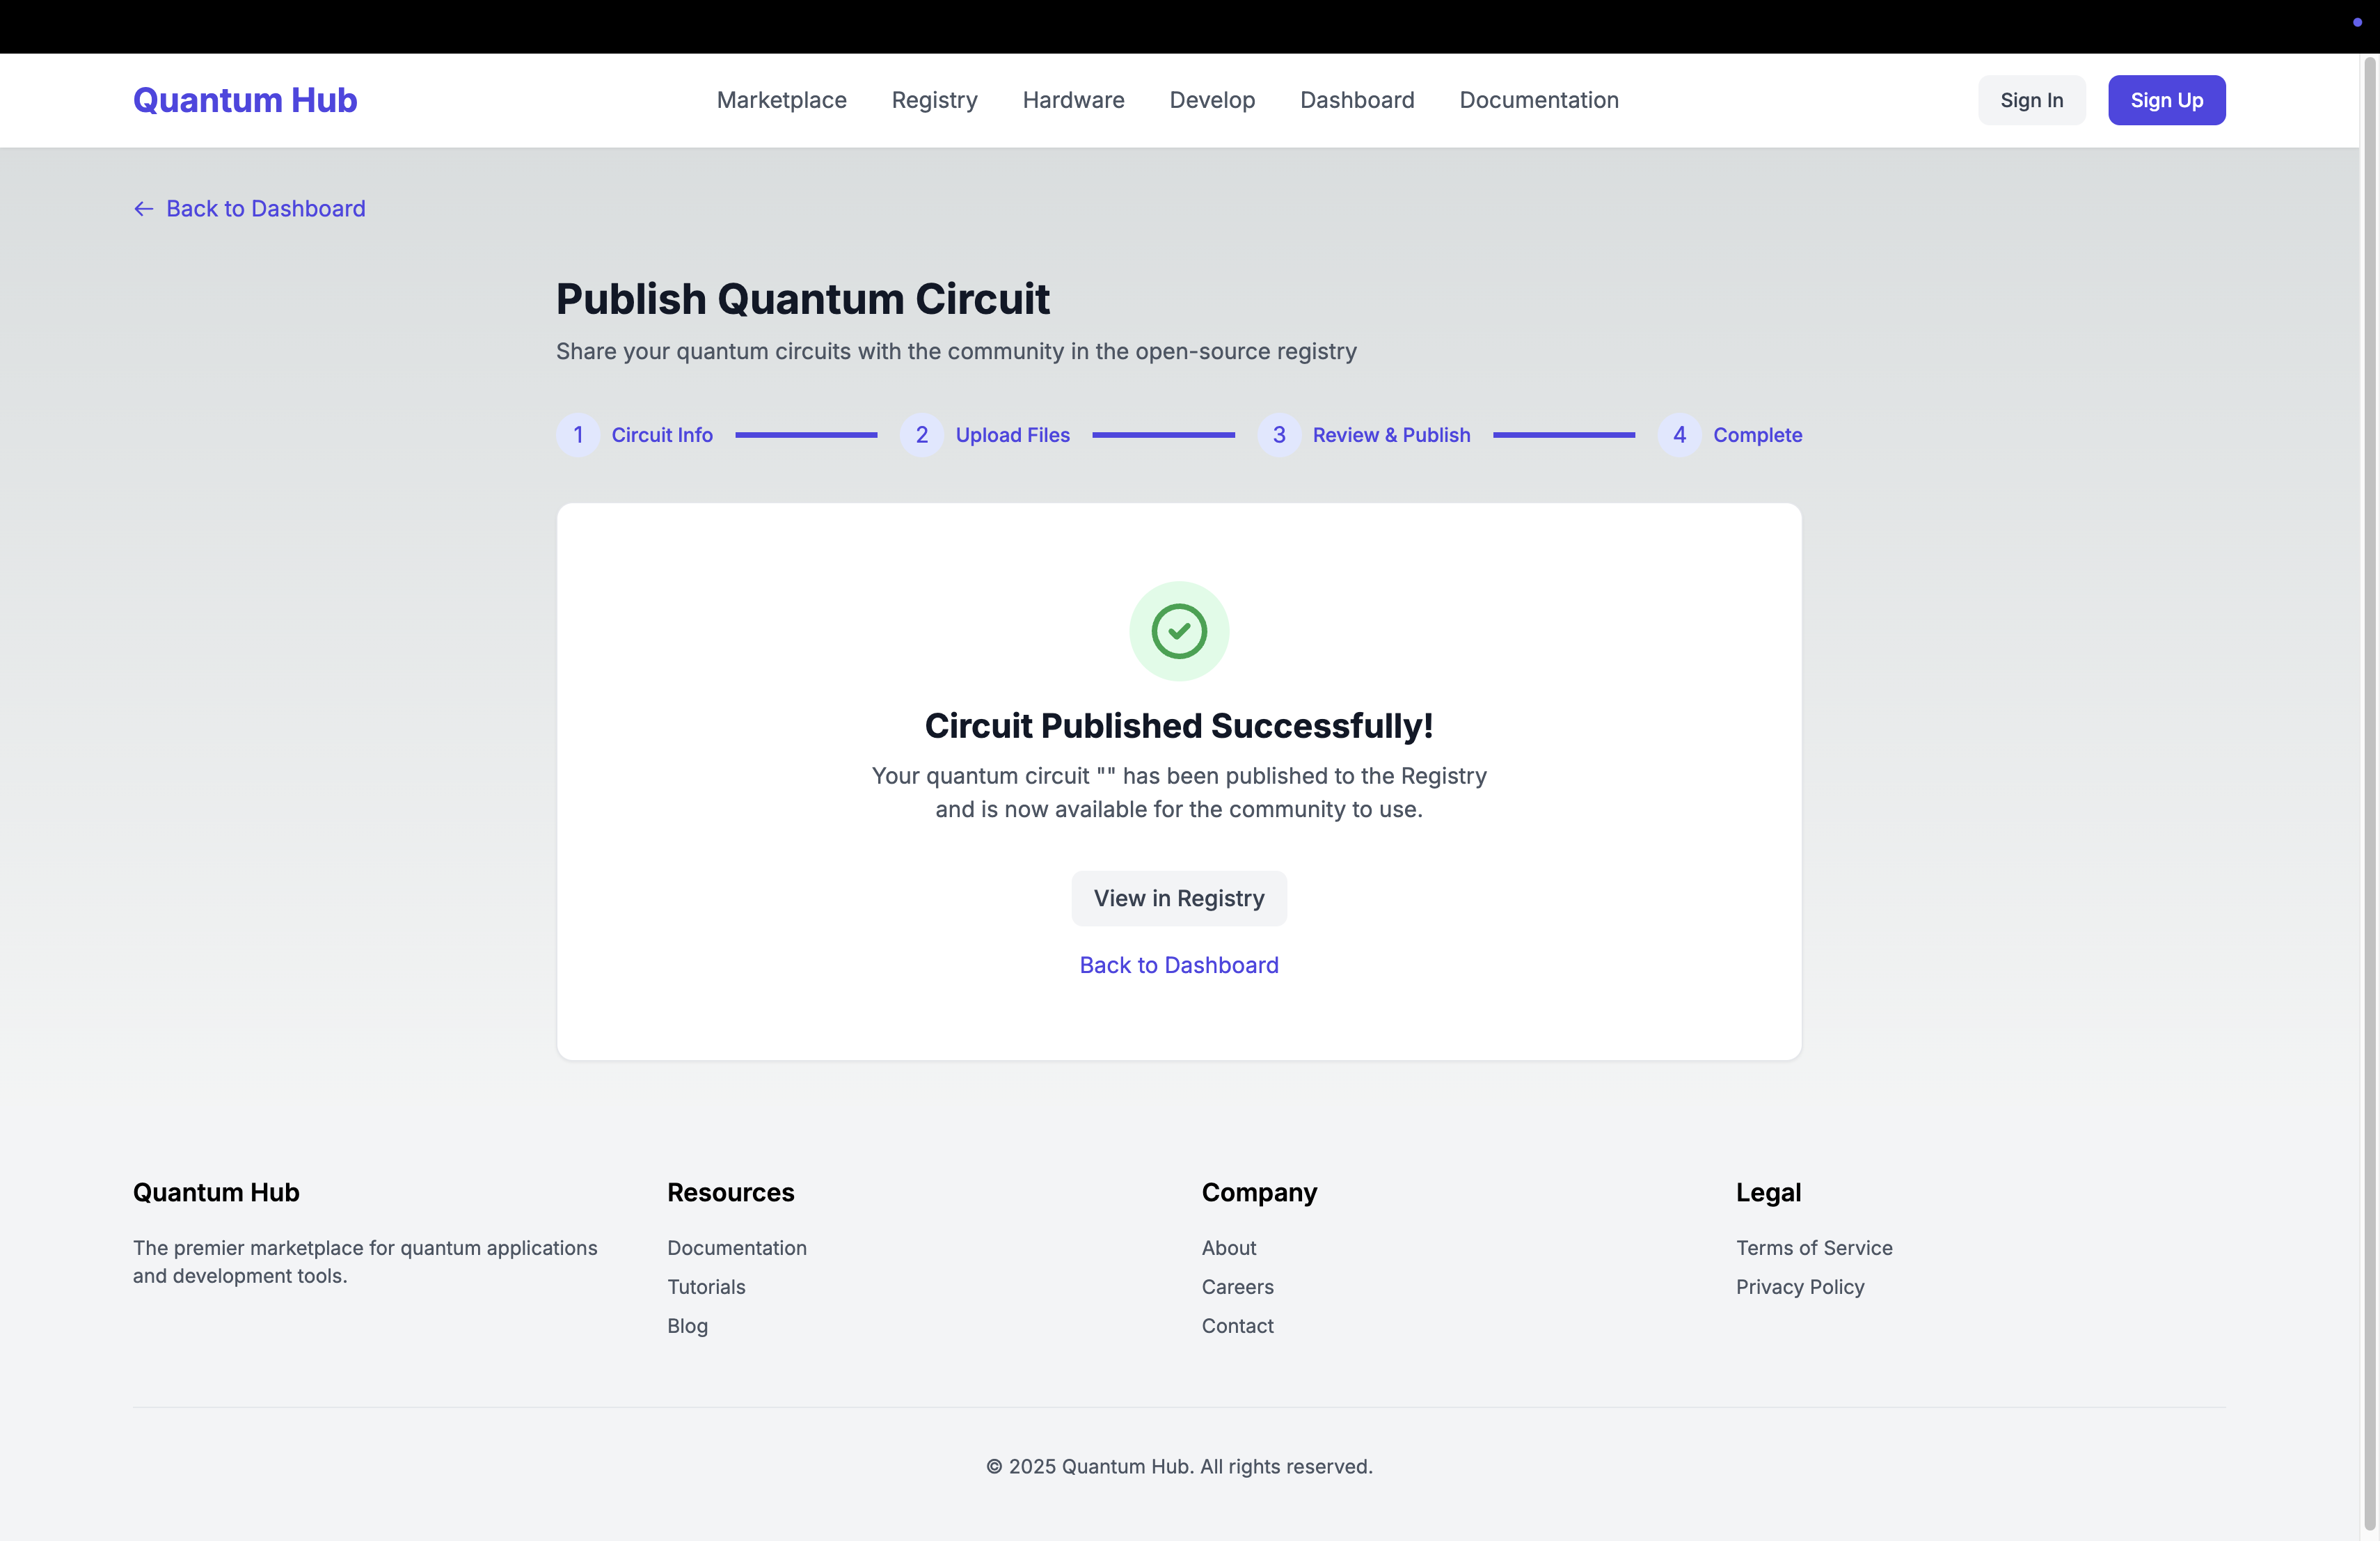 Quantum Hub
Marketplace
Registry
Hardware
Develop
Dashboard
Documentation
Sign In
Sign Up
← Back to Dashboard
Publish Quantum Circuit
Share your quantum circuits with the community in the open-source registry
1 Circuit Info
2 Upload Files
3 Review & Publish
4 Complete
Circuit Published Successfully!
Your quantum circuit "" has been published to the Registry
and is now available for the community to use.
View in Registry
Back to Dashboard
Quantum Hub
The premier marketplace for quantum applications
and development tools.
Resources
Documentation
Tutorials
Blog
Company
About
Careers
Contact
Legal
Terms of Service
Privacy Policy
© 2025 Quantum Hub. All rights reserved.